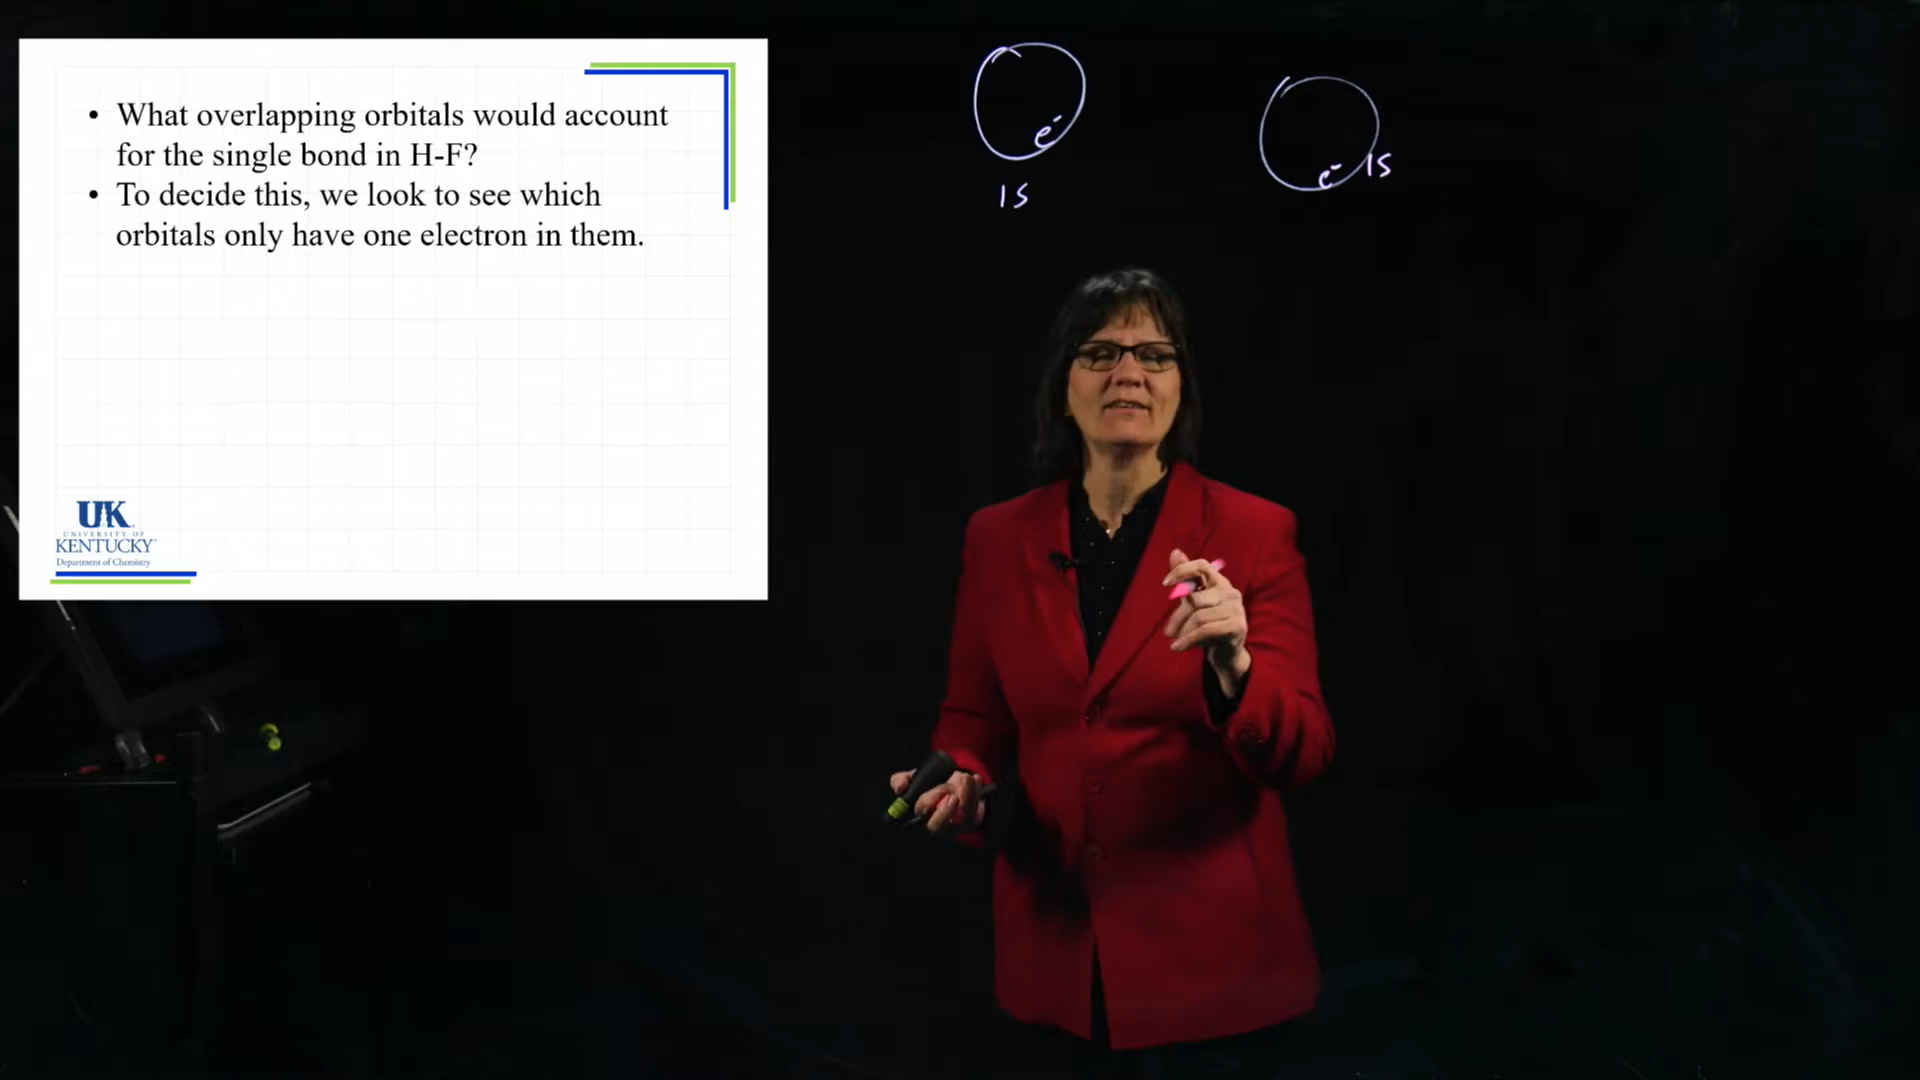 • What overlapping orbitals would account
for the single bond in H-F?
• To decide this, we look to see which
orbitals only have one electron in them.
UK
UNIVERSITY OF
KENTUCKY
Department of Chemistry
e⁻
1S
e⁻ 1S